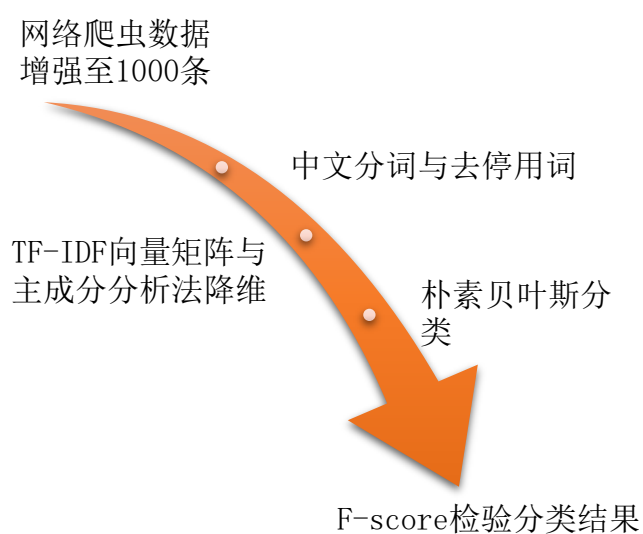 网络爬虫数据
增强至1000条
中文分词与去停用词
TF-IDF向量矩阵与
主成分分析法降维
朴素贝叶斯分
类
F-score检验分类结果